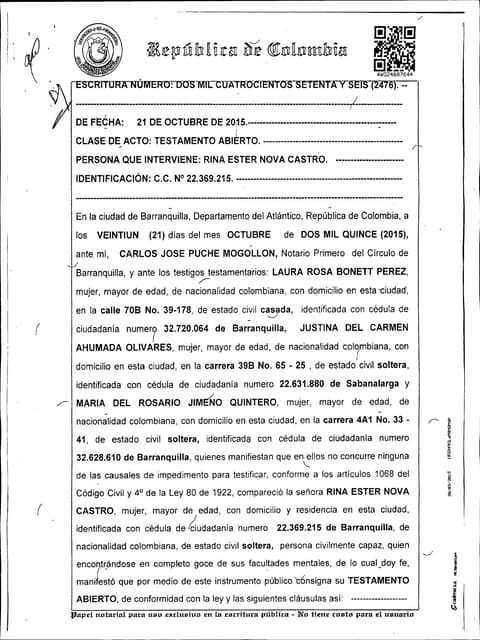 República de Colombia
Aa024687644
ESCRITURA NÚMERO: DOS MIL CUATROCIENTOS SETENTA Y SEIS (2476). --
DE FECHA: 21 DE OCTUBRE DE 2015.---
CLASE DE ACTO: TESTAMENTO ABIERTO. ---
PERSONA QUE INTERVIENE: RINA ESTER NOVA CASTRO. ---
IDENTIFICACIÓN: C.C. Nº 22.369.215. ---
En la ciudad de Barranquilla, Departamento del Atlántico, República de Colombia, a
los VEINTIUN (21) días del mes OCTUBRE de DOS MIL QUINCE (2015),
ante mí, CARLOS JOSE PUCHE MOGOLLON, Notario Primero del Círculo de
Barranquilla, y ante los testigos testamentarios: LAURA ROSA BONETT PEREZ,
mujer, mayor de edad, de nacionalidad colombiana, con domicilio en esta ciudad,
en la calle 70B No. 39-178, de estado civil casada, identificada con cédula de
ciudadanía numero 32.720.064 de Barranquilla, JUSTINA DEL CARMEN
AHUMADA OLIVARES, mujer, mayor de edad, de nacionalidad colombiana, con
domicilio en esta ciudad, en la carrera 39B No. 65 - 25 , de estado civil soltera,
identificada con cédula de ciudadanía numero 22.631.880 de Sabanalarga y
MARIA DEL ROSARIO JIMEÑO QUINTERO, mujer, mayor de edad, de
nacionalidad colombiana, con domicilio en esta ciudad, en la carrera 4A1 No. 33 -
41, de estado civil soltera, identificada con cédula de ciudadanía numero
32.628.610 de Barranquilla, quienes manifiestan que en ellos no concurre ninguna
de las causales de impedimento para testificar, conforme a los artículos 1068 del
Código Civil y 4º de la Ley 80 de 1922, compareció la señora RINA ESTER NOVA
CASTRO, mujer, mayor de edad, con domicilio y residencia en esta ciudad,
identificada con cédula de ciudadanía numero 22.369.215 de Barranquilla, de
nacionalidad colombiana, de estado civil soltera, persona civilmente capaz, quien
encontrándose en completo goce de sus facultades mentales, de lo cual doy fe,
manifestó que por medio de este instrumento público consigna su TESTAMENTO
ABIERTO, de conformidad con la ley y las siguientes cláusulas así: ---
Papel notarial para uso exclusivo en la escritura pública - No tiene costo para el usuario